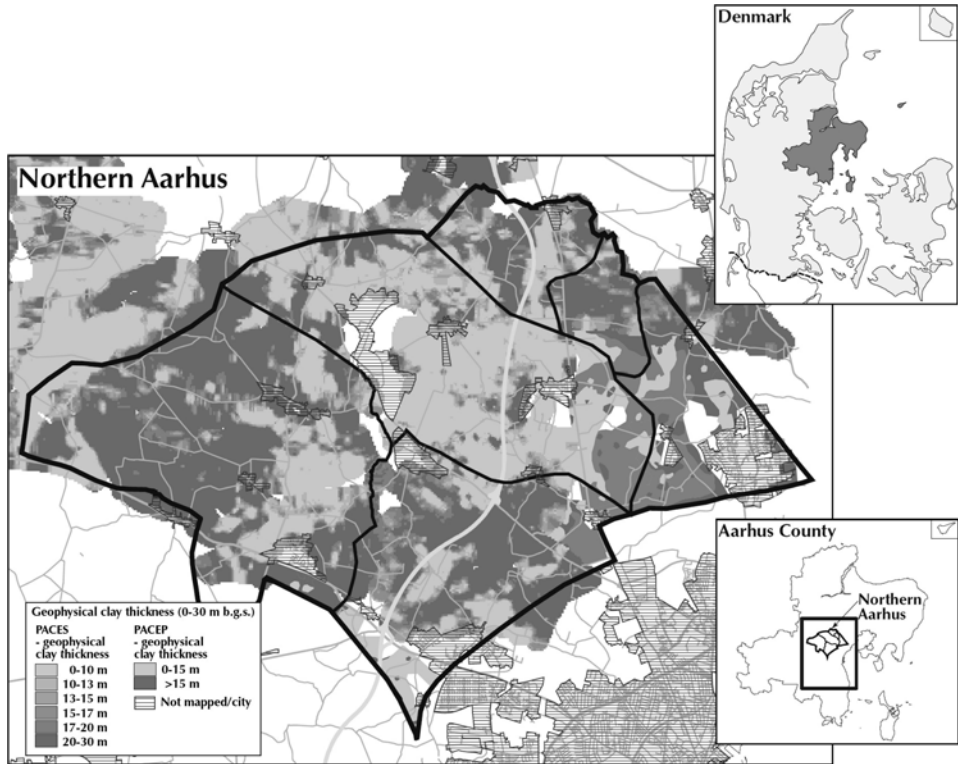 Denmark
Northern Aarhus
Geophysical clay thickness (0-30 m b.g.s.)
PACES
- geophysical
clay thickness
0-10 m
10-13 m
13-15 m
15-17 m
17-20 m
20-30 m
PACEP
- geophysical
clay thickness
0-15 m
>15 m
Not mapped/city
Aarhus County
Northern
Aarhus